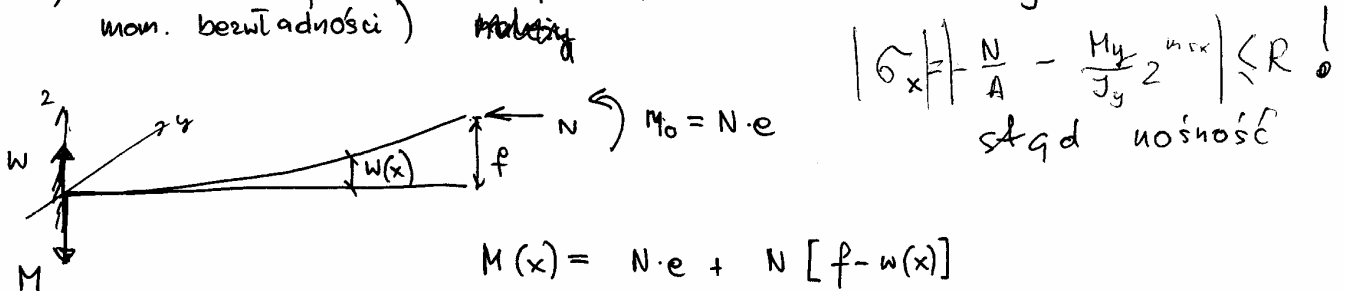 mom. bezwładności)
|σx|=|-N/A - My/Jy z max| ≤ R !
stąd nośność
z
y
w
w(x)
f
N
M0 = N·e
M
M(x) = N·e + N [f-w(x)]